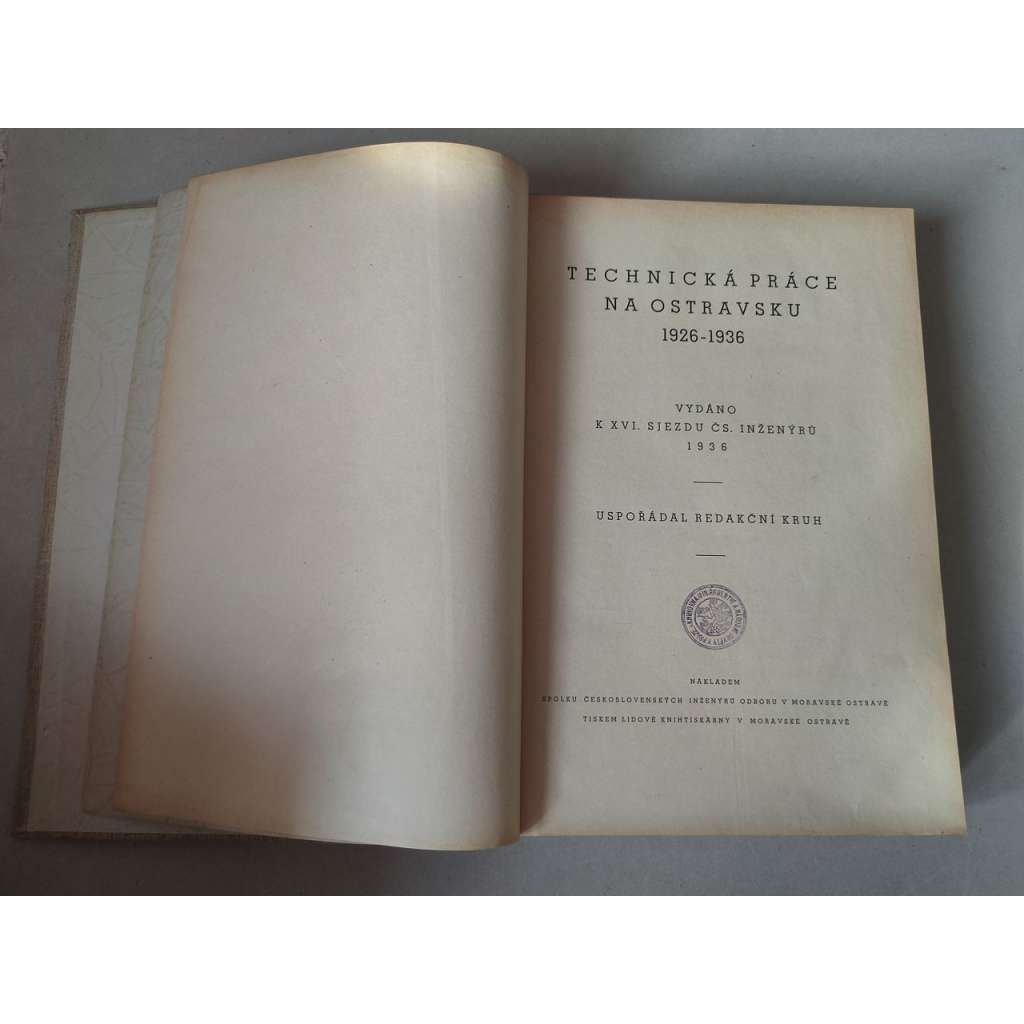 TECHNICKÁ PRÁCE
NA OSTRAVSKU
1926-1936
VYDÁNO
K XVI. SJEZDU ČS. INŽENÝRŮ
1936
USPOŘÁDAL REDAKČNÍ KRUH
NÁKLADEM
SPOLKU ČESKOSLOVENSKÝCH INŽENÝRŮ ODBORU V MORAVSKÉ OSTRAVĚ
TISKEM LIDOVÉ KNIHTISKÁRNY V MORAVSKÉ OSTRAVĚ